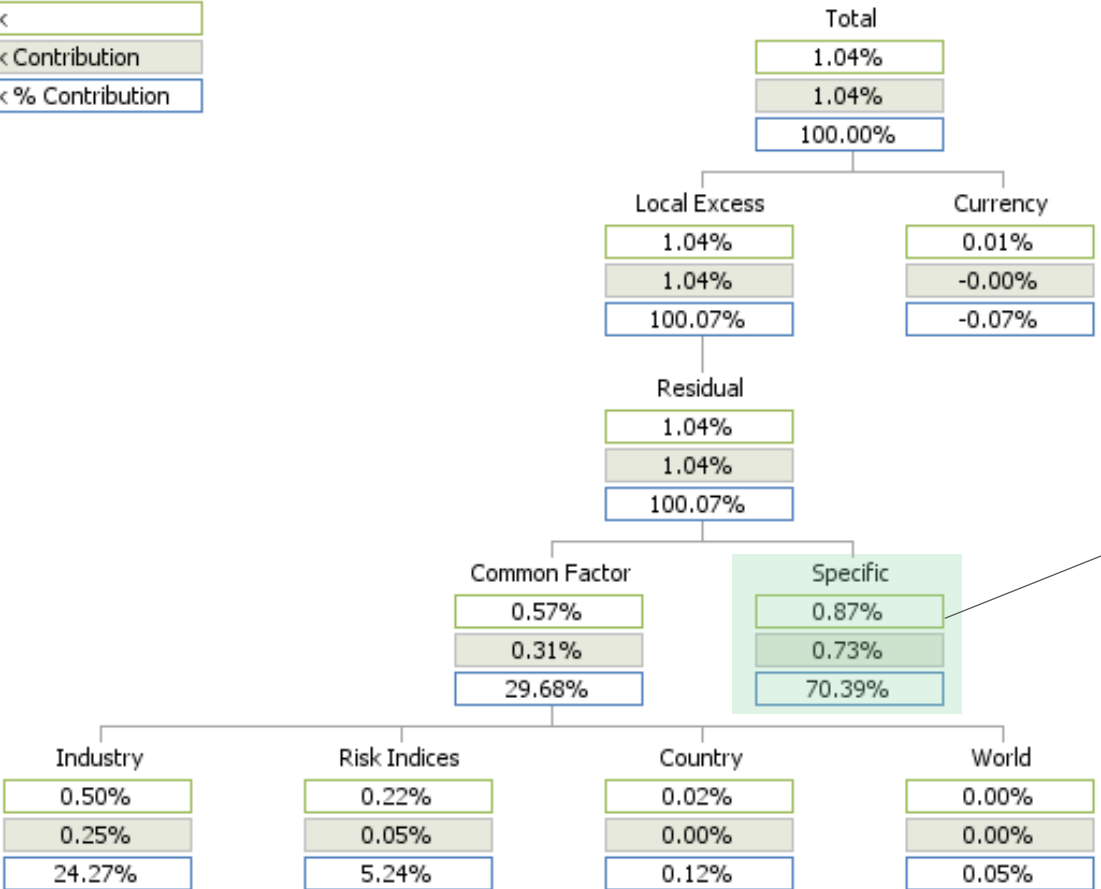 Contribution
% Contribution
Total
1.04%
1.04%
100.00%
Local Excess
Currency
1.04%
0.01%
1.04%
-0.00%
100.07%
-0.07%
Residual
1.04%
1.04%
100.07%
Common Factor
Specific
0.57%
0.87%
0.31%
0.73%
29.68%
70.39%
Industry
Risk Indices
Country
World
0.50%
0.22%
0.02%
0.00%
0.25%
0.05%
0.00%
0.00%
24.27%
5.24%
0.12%
0.05%